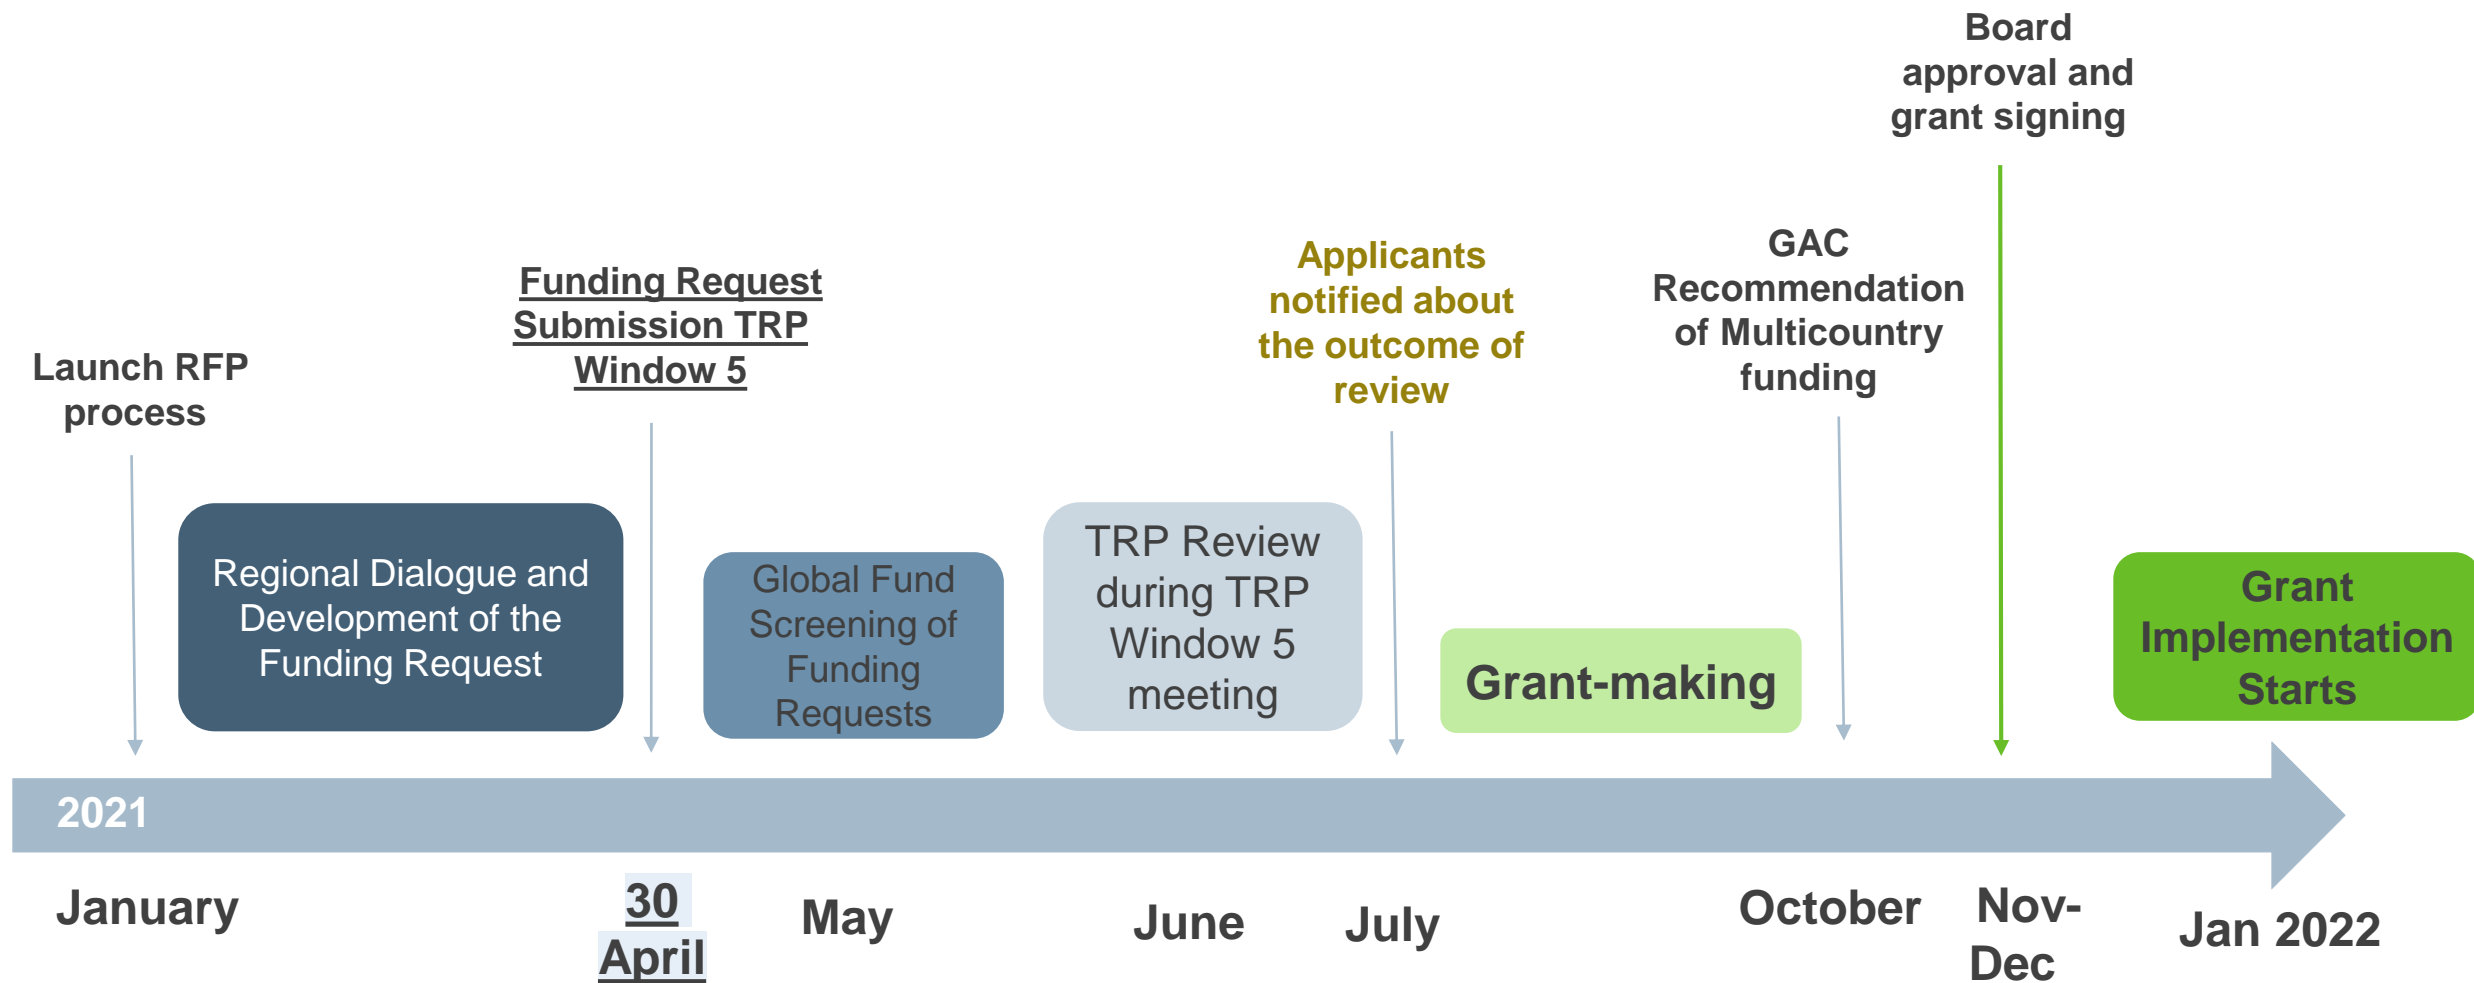 Board
approval and
grant signing
GAC
Recommendation
of Multicountry
funding
Applicants
notified about
the outcome of
review
Funding Request
Submission TRP
Window 5
Launch RFP
process
Regional Dialogue and
Development of the
Funding Request
Global Fund
Screening of
Funding
Requests
TRP Review
during TRP
Window 5
meeting
Grant-making
Grant
Implementation
Starts
2021
January
30
April
May
June
July
October
Nov-
Dec
Jan 2022